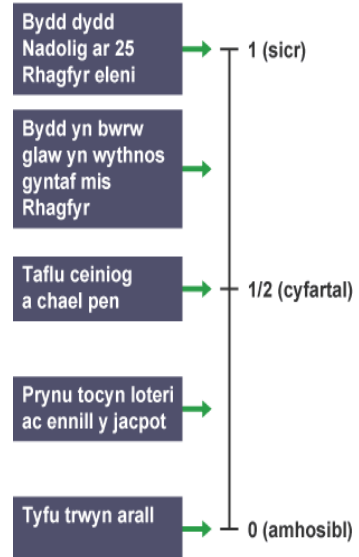 Bydd dydd
Nadolig ar 25
Rhagfyr eleni
1 (sicr)
Bydd yn bwrw
glaw yn wythnos
gyntaf mis
Rhagfyr
Taflu ceiniog
a chael pen
1/2 (cyfartal)
Prynu tocyn loteri
ac ennill y jacpot
Tyfu trwyn arall
0 (amhosibl)